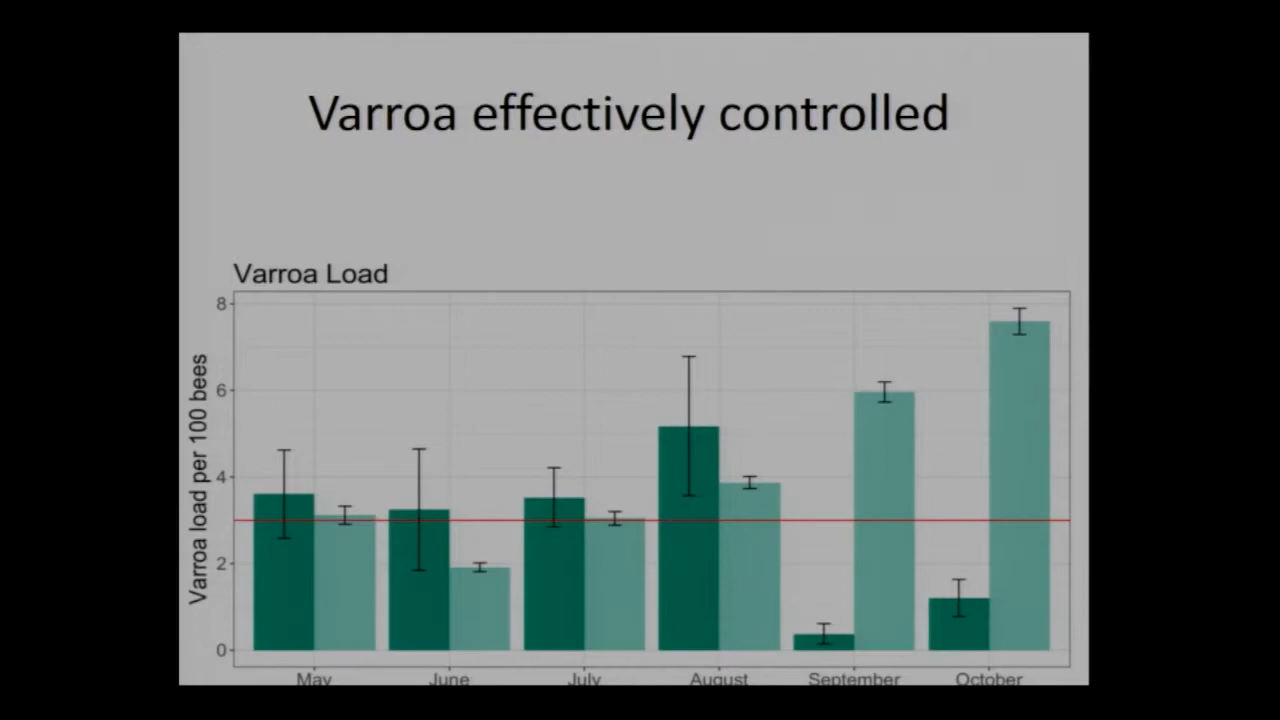 Varroa effectively controlled
Varroa Load
Varroa load per 100 bees
8
6
4
2
0
May
June
July
August
September
October